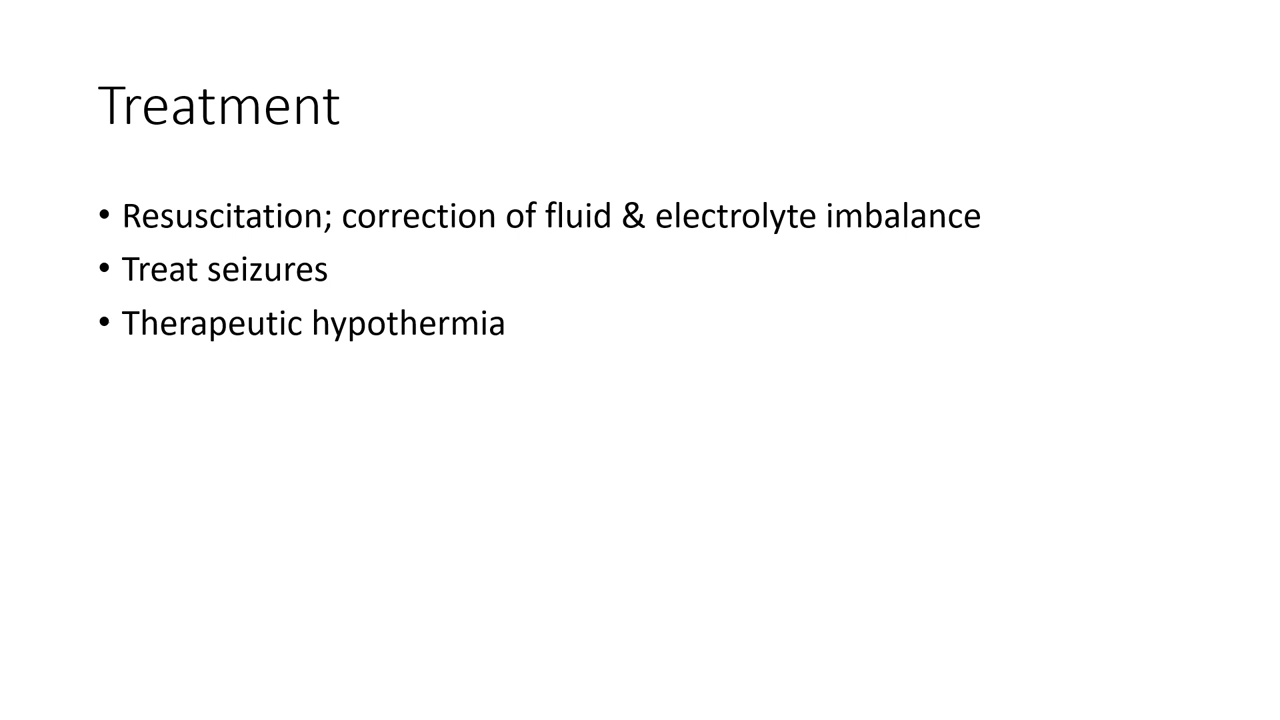 Treatment
• Resuscitation; correction of fluid & electrolyte imbalance
• Treat seizures
• Therapeutic hypothermia